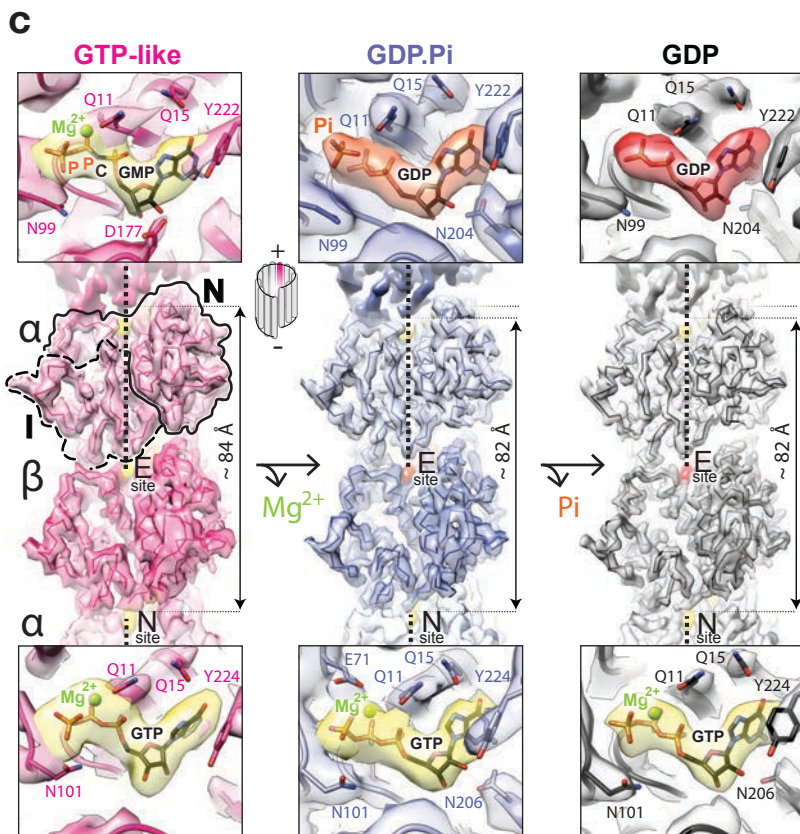 c
GTP-like
GDP.Pi
GDP
Q11
Q15
Y222
Mg2+
P
P
C
GMP
N99
D177
Q15
Y222
Q11
Pi
GDP
N99
N204
Q15
Q11
Y222
GDP
N99
N204
+
-
N
α
I
β
E
site
~ 84 Å
α
N
site
Mg2+
E
site
~ 82 Å
N
site
Pi
E
site
~ 82 Å
N
site
Q11
Q15
Y224
Mg2+
GTP
N101
E71
Q15
Q11
Y224
Mg2+
GTP
N101
N206
Q15
Q11
Y224
Mg2+
GTP
N101
N206